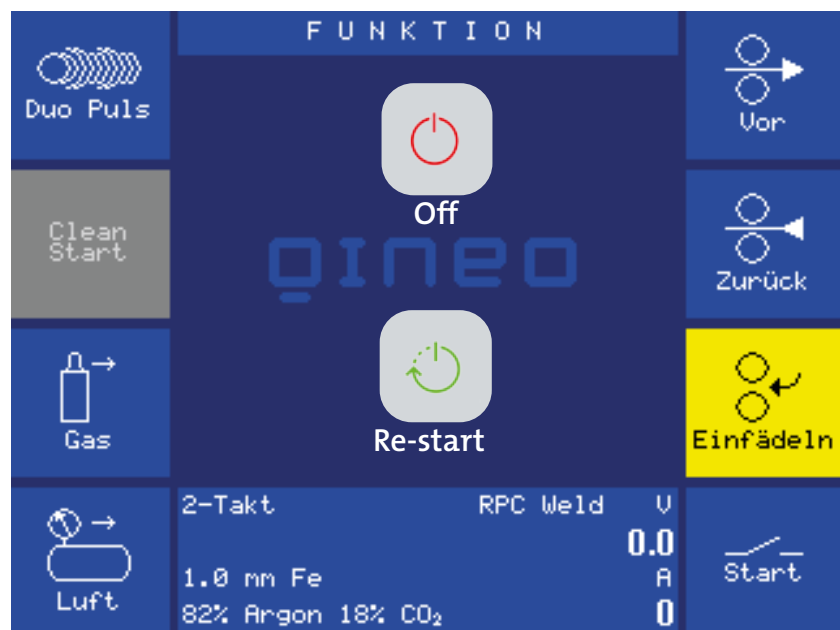 FUNKTION
Duo Puls
Clean
Start
Gas
Luft
Off
qineo
Re-start
2-Takt RPC Weld V
0.0
1.0 mm Fe A
82% Argon 18% CO₂ 0
Vor
Zurück
Einfädeln
Start